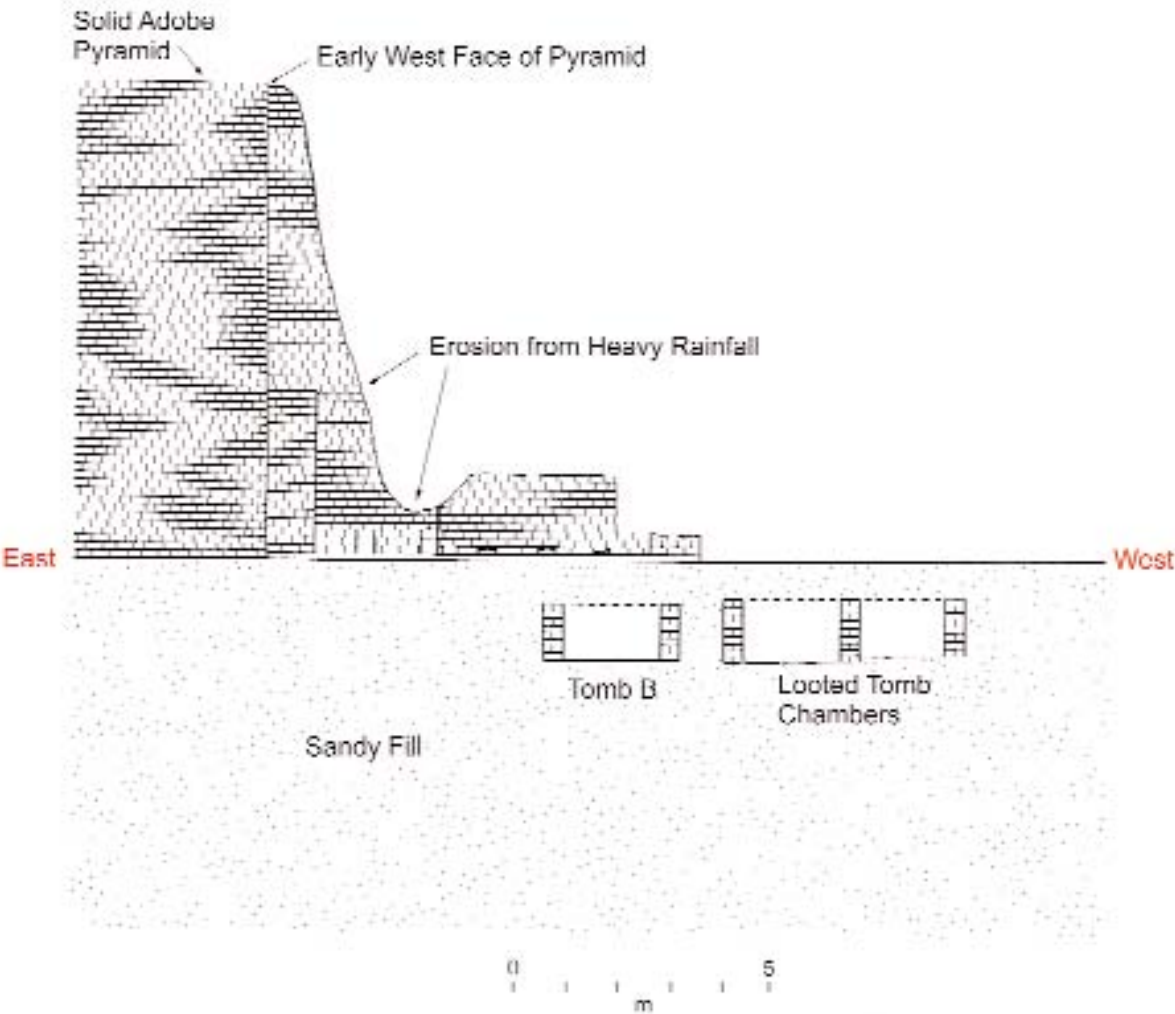 Solid Adobe
Pyramid
Early West Face of Pyramid
Erosion from Heavy Rainfall
East
West
Tomb B
Looted Tomb
Chambers
Sandy Fill
0 5
m